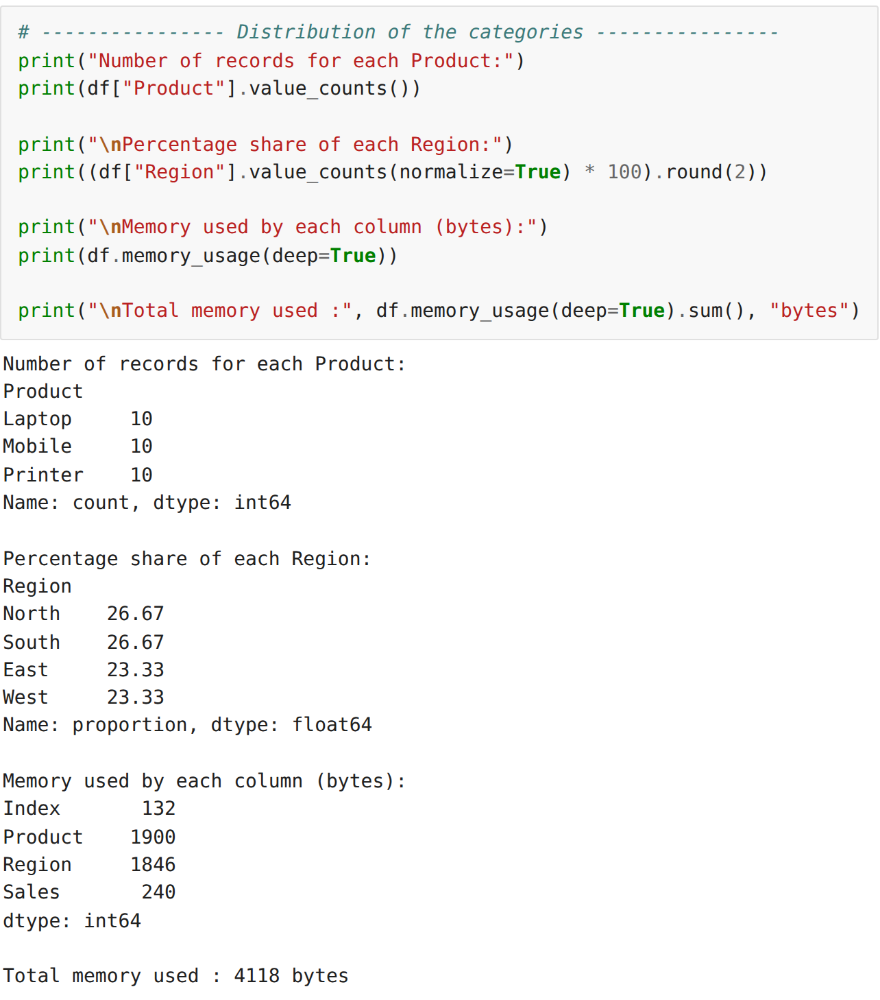 # ---------------- Distribution of the categories ----------------
print("Number of records for each Product:")
print(df["Product"].value_counts())

print("\nPercentage share of each Region:")
print((df["Region"].value_counts(normalize=True) * 100).round(2))

print("\nMemory used by each column (bytes):")
print(df.memory_usage(deep=True))

print("\nTotal memory used :", df.memory_usage(deep=True).sum(), "bytes")
Number of records for each Product:
Product
Laptop     10
Mobile     10
Printer    10
Name: count, dtype: int64

Percentage share of each Region:
Region
North    26.67
South    26.67
East     23.33
West     23.33
Name: proportion, dtype: float64

Memory used by each column (bytes):
Index       132
Product    1900
Region     1846
Sales       240
dtype: int64

Total memory used : 4118 bytes